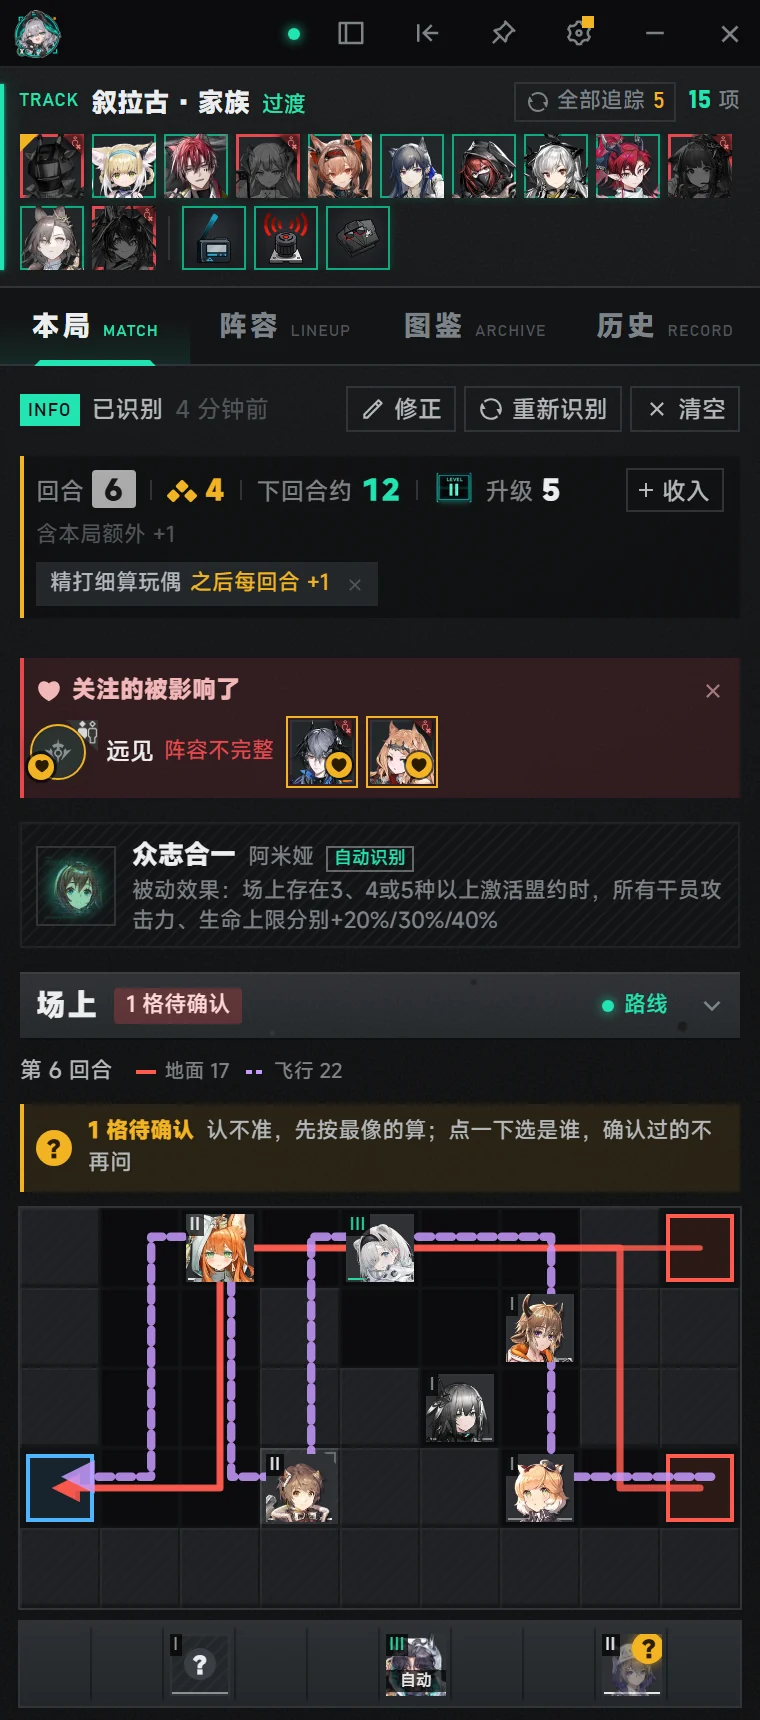 TRACK 叙拉古·家族 过渡 全部追踪 5 15 项
本局 MATCH 阵容 LINEUP 图鉴 ARCHIVE 历史 RECORD
INFO 已识别 4 分钟前 修正 重新识别 清空
回合 6 4 下回合约 12 LEVEL II 升级 5 + 收入
含本局额外 +1
精打细算玩偶 之后每回合 +1
关注的被影响了
远见 阵容不完整
众志合一 阿米娅 自动识别
被动效果：场上存在3、4或5种以上激活盟约时，所有干员攻
击力、生命上限分别+20%/30%/40%
场上 1 格待确认 路线
第 6 回合 地面 17 飞行 22
? 1 格待确认 认不准，先按最像的算；点一下选是谁，确认过的不
再问
II III
I
I
II I
I ? III 自动 II ?